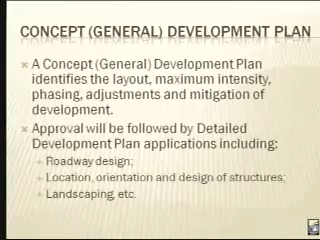 CONCEPT (GENERAL) DEVELOPMENT PLAN
A Concept (General) Development Plan
identifies the layout, maximum intensity,
phasing, adjustments and mitigation of
development.
Approval will be followed by Detailed
Development Plan applications including:
Roadway design;
Location, orientation and design of structures;
Landscaping, etc.